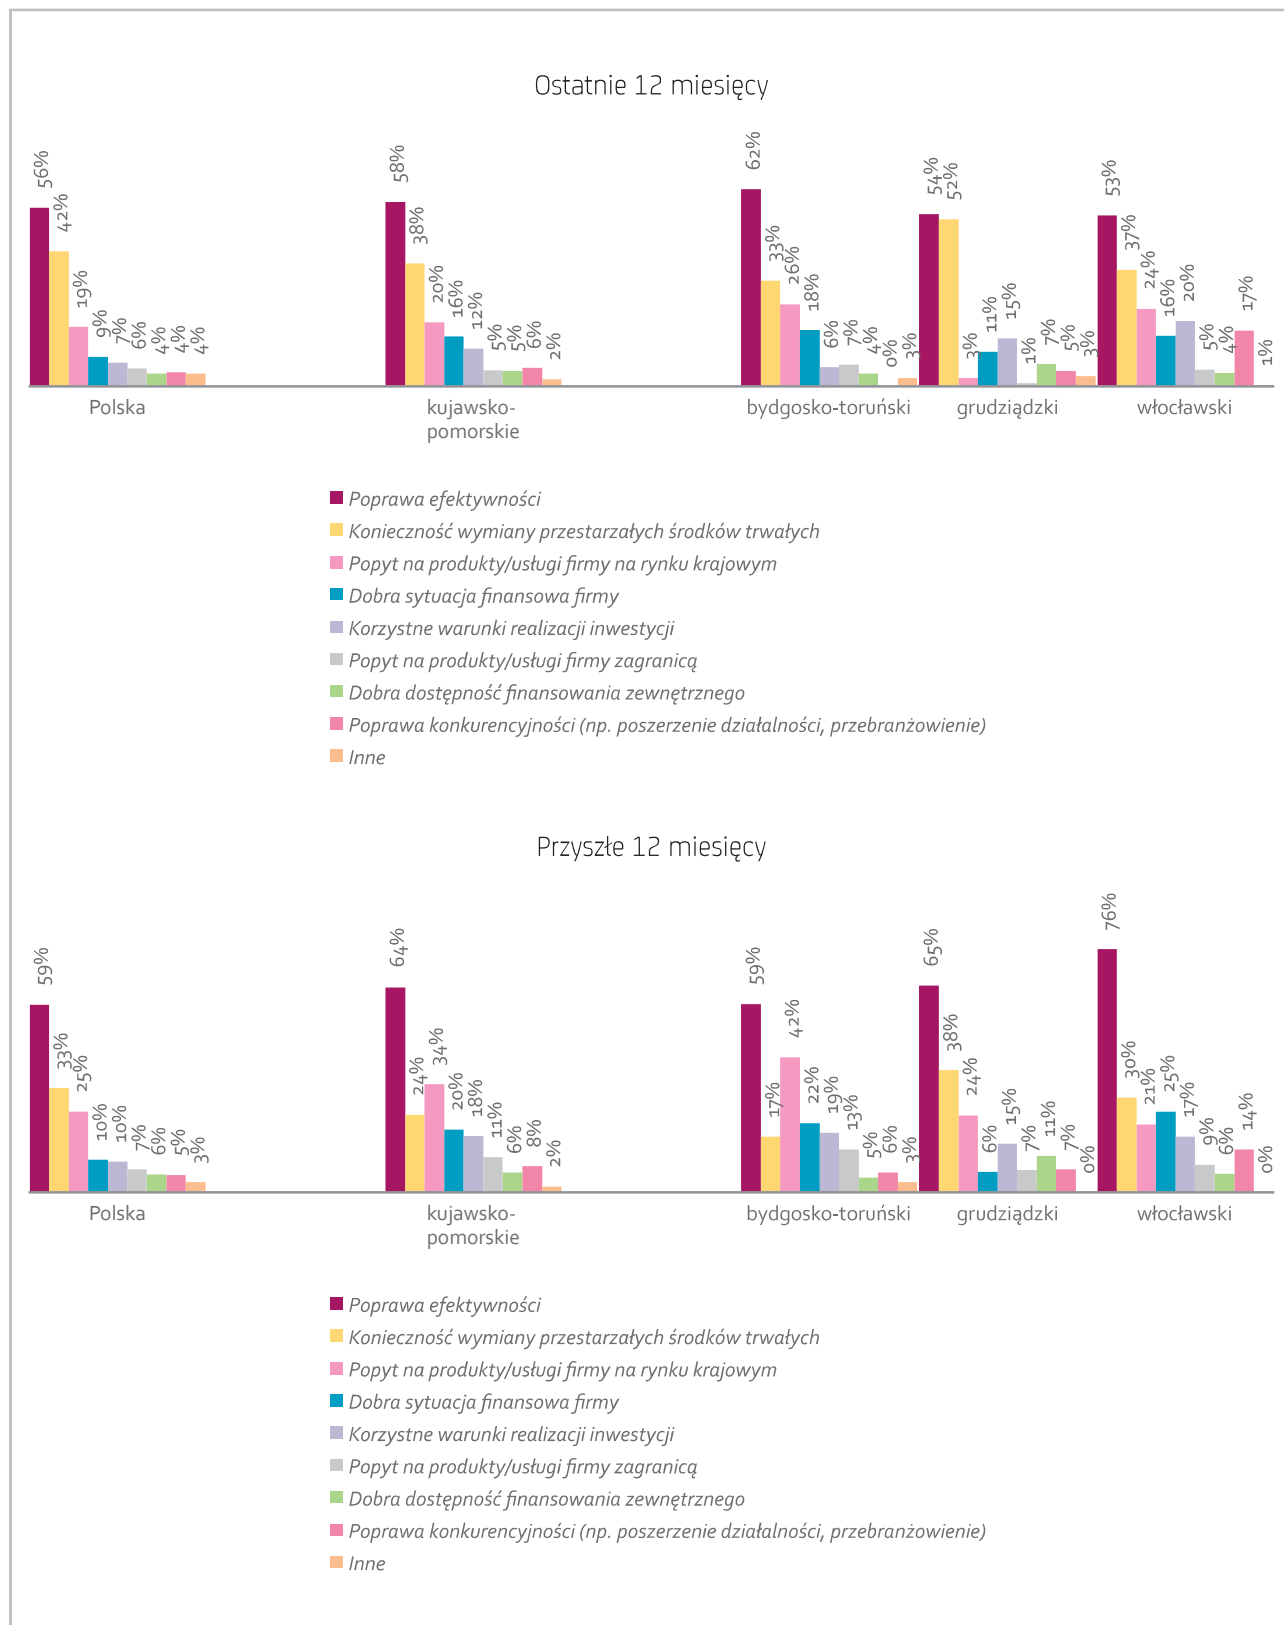 Ostatnie 12 miesięcy
56% 42% 19% 9% 7% 6% 4% 4% 4%
58% 38% 20% 16% 12% 5% 5% 6% 2%
62% 33% 26% 18% 6% 7% 4% 0% 3%
54% 52% 3% 11% 15% 1% 7% 5% 3%
53% 37% 24% 16% 20% 5% 4% 17% 1%
Polska
kujawsko-
pomorskie
bydgosko-toruński
grudziądzki
włocławski
Poprawa efektywności
Konieczność wymiany przestarzałych środków trwałych
Popyt na produkty/usługi firmy na rynku krajowym
Dobra sytuacja finansowa firmy
Korzystne warunki realizacji inwestycji
Popyt na produkty/usługi firmy zagranicą
Dobra dostępność finansowania zewnętrznego
Poprawa konkurencyjności (np. poszerzenie działalności, przebranżowienie)
Inne
Przyszłe 12 miesięcy
59% 33% 25% 10% 10% 7% 6% 5% 3%
64% 24% 34% 20% 18% 11% 6% 8% 2%
59% 17% 42% 22% 19% 13% 5% 6% 3%
65% 38% 24% 6% 15% 7% 11% 7% 0%
76% 30% 21% 25% 17% 9% 6% 14% 0%
Polska
kujawsko-
pomorskie
bydgosko-toruński
grudziądzki
włocławski
Poprawa efektywności
Konieczność wymiany przestarzałych środków trwałych
Popyt na produkty/usługi firmy na rynku krajowym
Dobra sytuacja finansowa firmy
Korzystne warunki realizacji inwestycji
Popyt na produkty/usługi firmy zagranicą
Dobra dostępność finansowania zewnętrznego
Poprawa konkurencyjności (np. poszerzenie działalności, przebranżowienie)
Inne